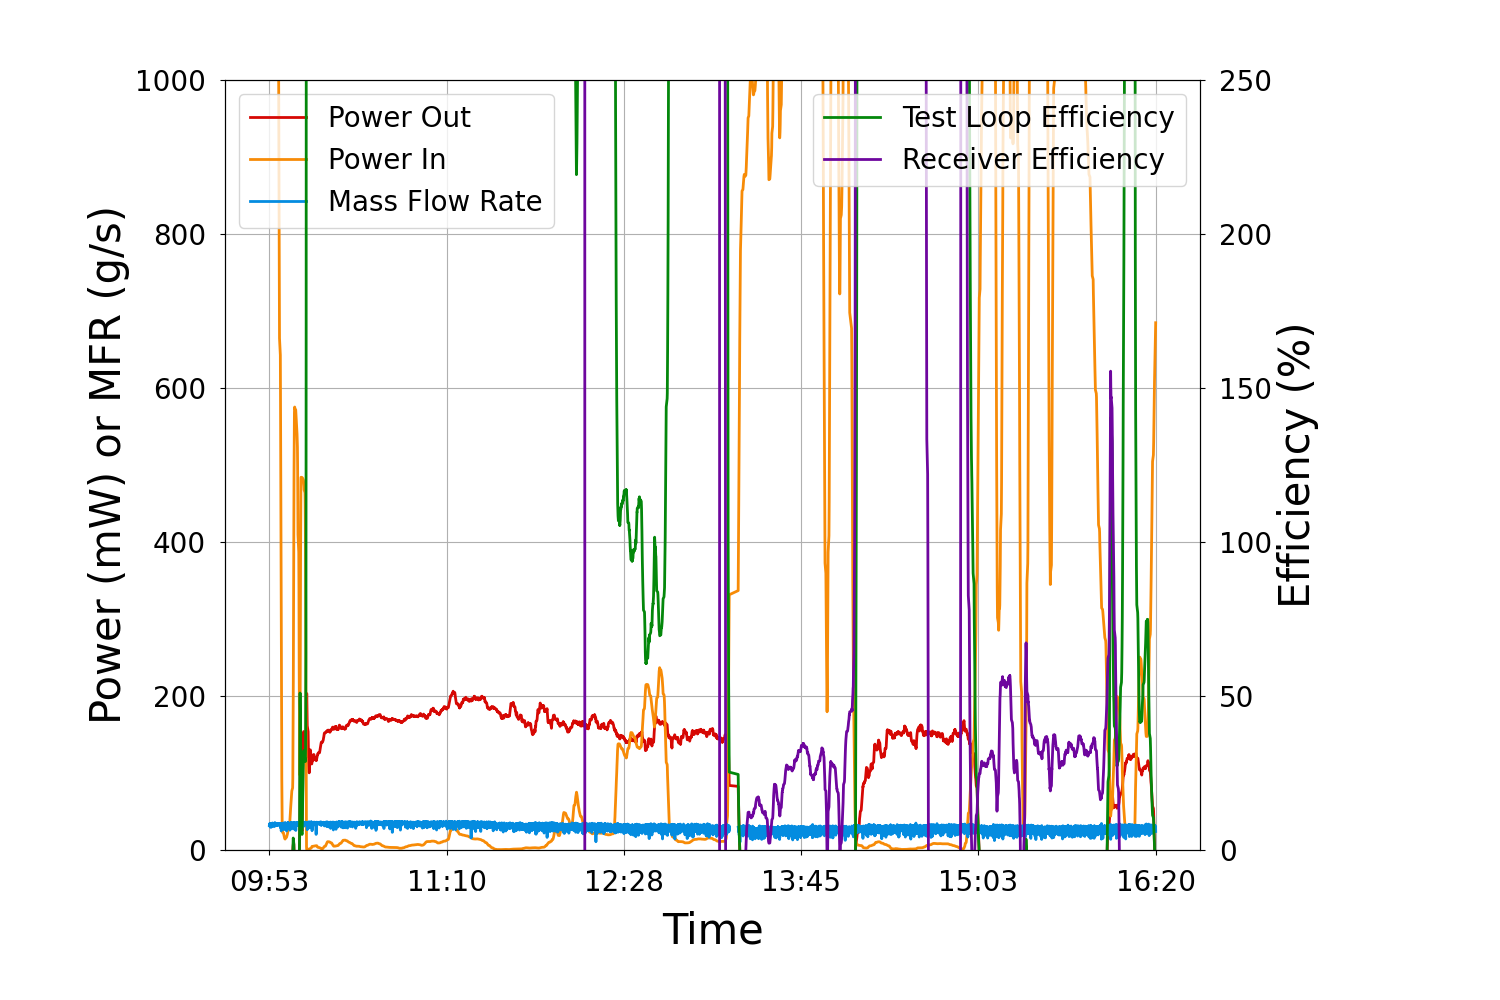 Power (mW) or MFR (g/s)
1000
800
600
400
200
0
Power Out
Power In
Mass Flow Rate
Test Loop Efficiency
Receiver Efficiency
250
200
150
100
50
0
Efficiency (%)
09:53 11:10 12:28 13:45 15:03 16:20
Time